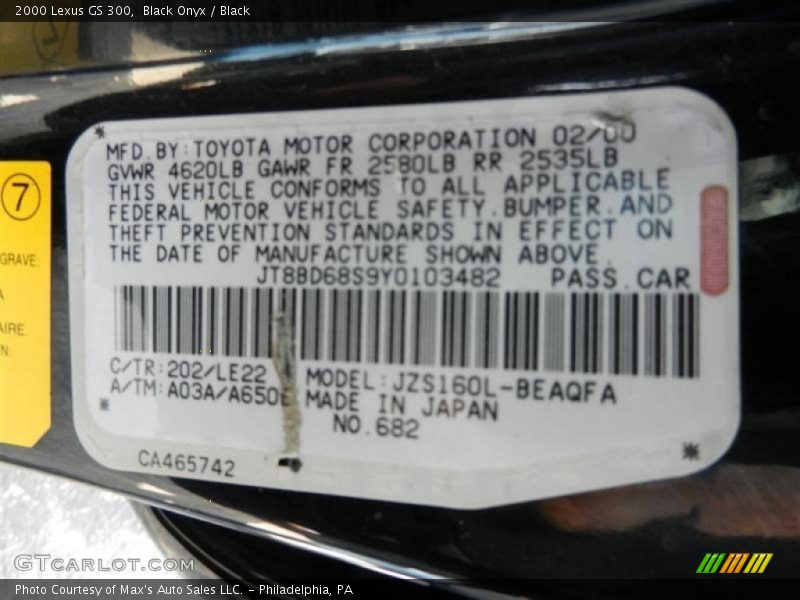 2000 Lexus GS 300, Black Onyx / Black
7
GRAVE:
A
AIRE.
N:
MFD.BY:TOYOTA MOTOR CORPORATION 02/00
GVWR 4620LB GAWR FR 2580LB RR 2535LB
THIS VEHICLE CONFORMS TO ALL APPLICABLE
FEDERAL MOTOR VEHICLE SAFETY.BUMPER.AND
THEFT PREVENTION STANDARDS IN EFFECT ON
THE DATE OF MANUFACTURE SHOWN ABOVE.
JT8BD68S9Y0103482 PASS.CAR
C/TR:202/LE22 MODEL:JZS160L-BEAQFA
A/TM:A03A/A650E MADE IN JAPAN
NO.682
CA465742
GTCarLot.com
Photo Courtesy of Max's Auto Sales LLC. - Philadelphia, PA